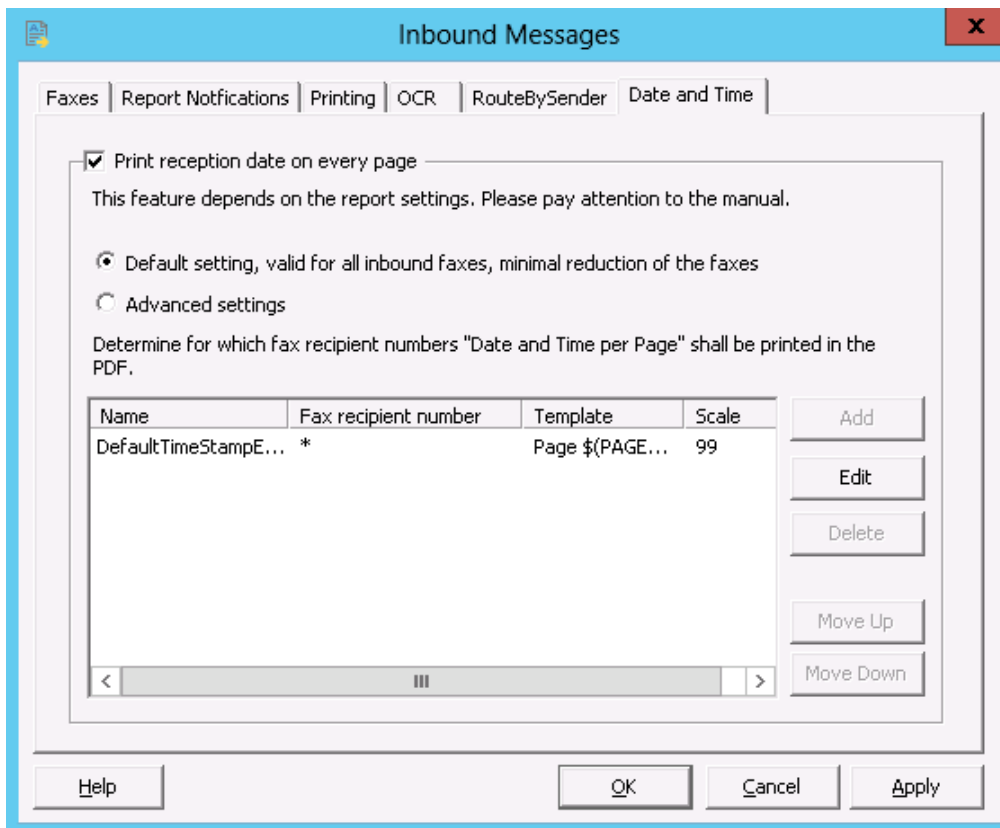 Inbound Messages
x
Faxes Report Notfications Printing OCR RouteBySender Date and Time
Print reception date on every page
This feature depends on the report settings. Please pay attention to the manual.
Default setting, valid for all inbound faxes, minimal reduction of the faxes
Advanced settings
Determine for which fax recipient numbers "Date and Time per Page" shall be printed in the
PDF.
Name Fax recipient number Template Scale
DefaultTimeStampE... * Page $(PAGE... 99
Add
Edit
Delete
Move Up
Move Down
Help OK Cancel Apply